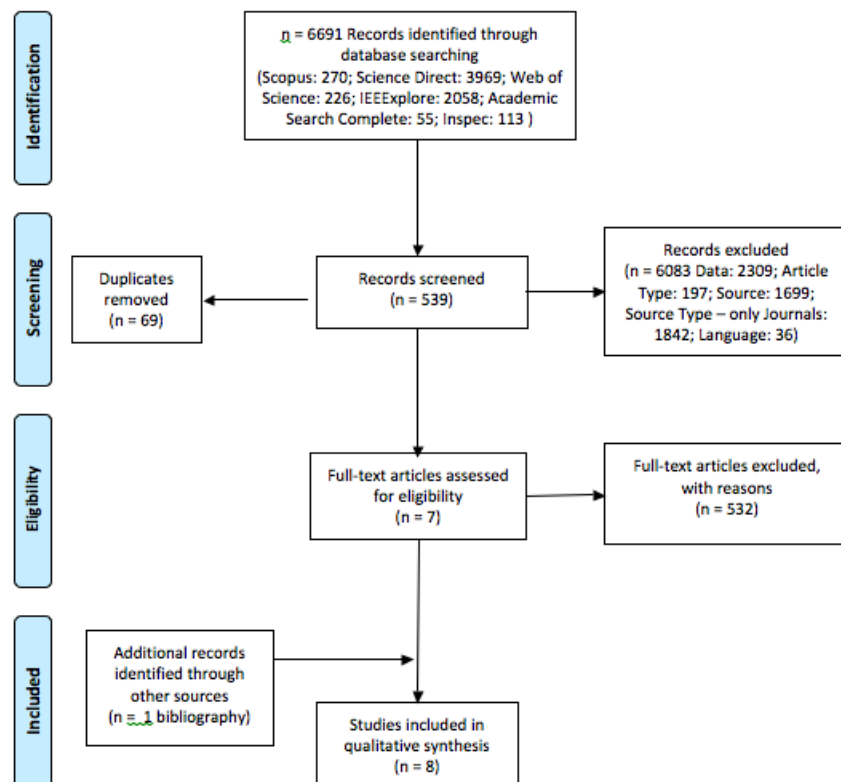 Identification
n = 6691 Records identified through
database searching
(Scopus: 270; Science Direct: 3969; Web of
Science: 226; IEEExplore: 2058; Academic
Search Complete: 55; Inspec: 113 )
Screening
Duplicates
removed
(n = 69)
Records screened
(n = 539)
Records excluded
(n = 6083 Data: 2309; Article
Type: 197; Source: 1699;
Source Type – only Journals:
1842; Language: 36)
Eligibility
Full-text articles assessed
for eligibility
(n = 7)
Full-text articles excluded,
with reasons
(n = 532)
Included
Additional records
identified through
other sources
(n = 1 bibliography)
Studies included in
qualitative synthesis
(n = 8)